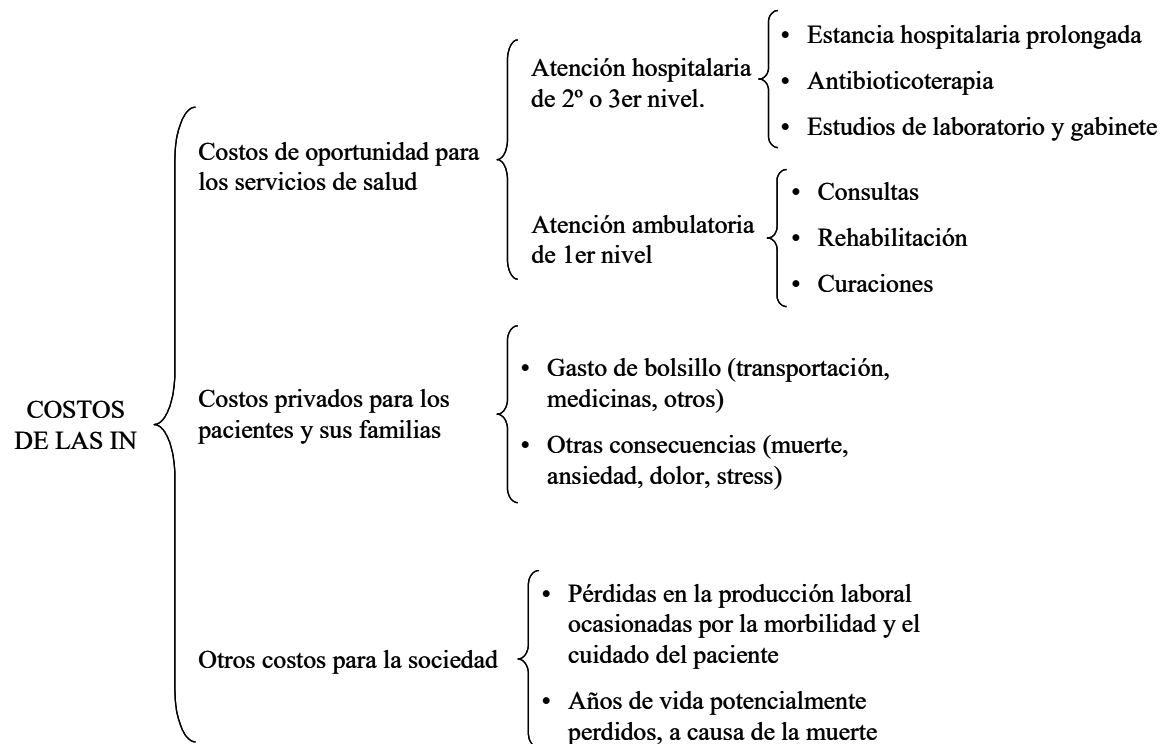 COSTOS
DE LAS IN
Costos de oportunidad para
los servicios de salud
Atención hospitalaria
de 2º o 3er nivel.
• Estancia hospitalaria prolongada
• Antibioticoterapia
• Estudios de laboratorio y gabinete
Atención ambulatoria
de 1er nivel
• Consultas
• Rehabilitación
• Curaciones
Costos privados para los
pacientes y sus familias
• Gasto de bolsillo (transportación,
medicinas, otros)
• Otras consecuencias (muerte,
ansiedad, dolor, stress)
Otros costos para la sociedad
• Pérdidas en la producción laboral
ocasionadas por la morbilidad y el
cuidado del paciente
• Años de vida potencialmente
perdidos, a causa de la muerte